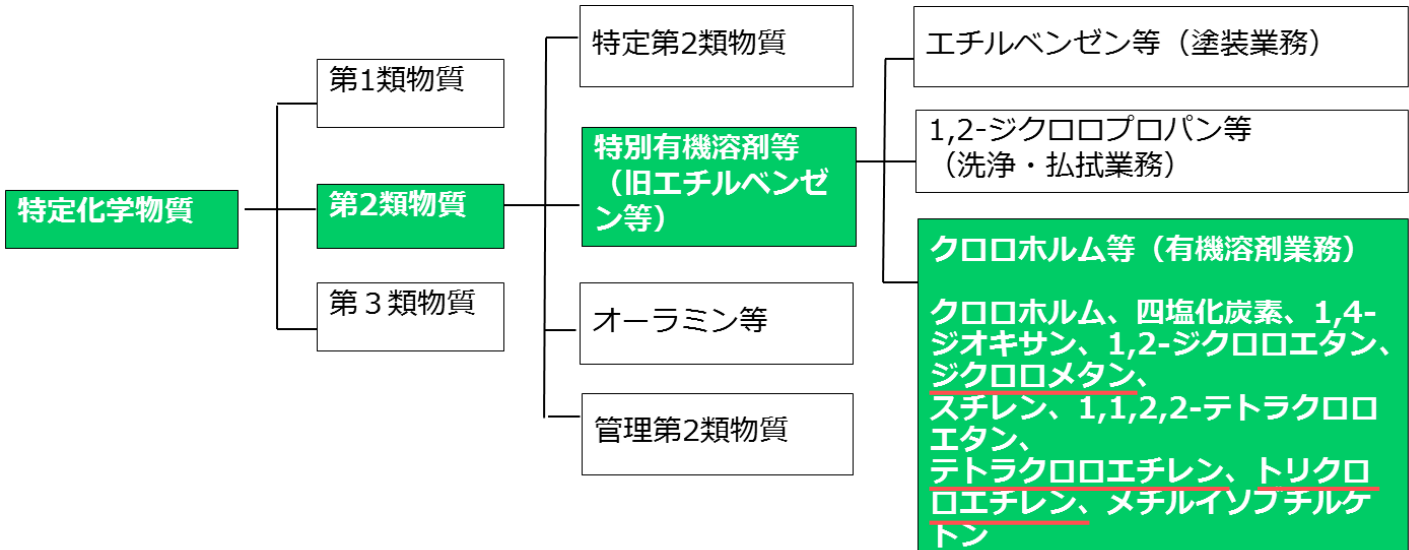 特定化学物質
第1類物質
第2類物質
第３類物質
特定第2類物質
特別有機溶剤等
（旧エチルベンゼ
ン等）
オーラミン等
管理第2類物質
エチルベンゼン等（塗装業務）
1,2-ジクロロプロパン等
（洗浄・払拭業務）
クロロホルム等（有機溶剤業務）
クロロホルム、四塩化炭素、1,4-
ジオキサン、1,2-ジクロロエタン、
ジクロロメタン、
スチレン、1,1,2,2-テトラクロロ
エタン、
テトラクロロエチレン、トリクロ
ロエチレン、メチルイソブチルケ
トン